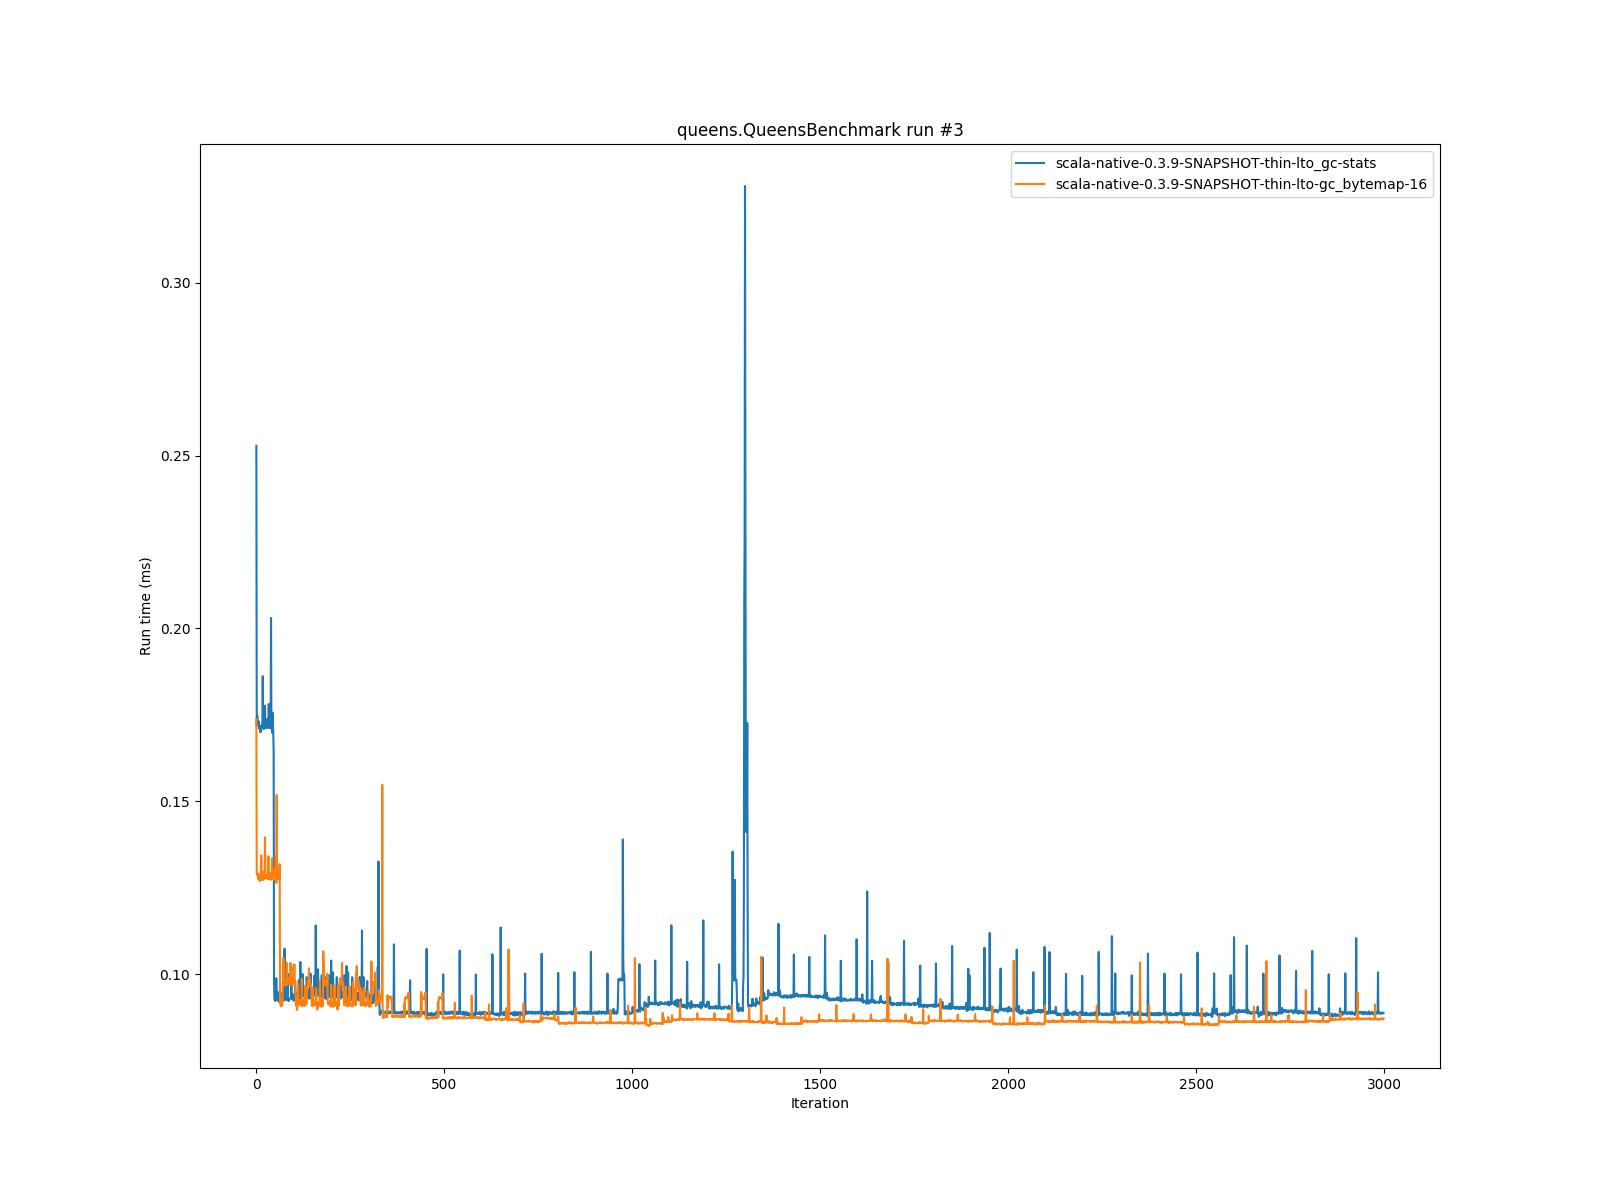 queens.QueensBenchmark run #3
scala-native-0.3.9-SNAPSHOT-thin-lto_gc-stats
scala-native-0.3.9-SNAPSHOT-thin-lto-gc_bytemap-16
0.30
0.25
0.20
0.15
0.10
Run time (ms)
0 500 1000 1500 2000 2500 3000
Iteration